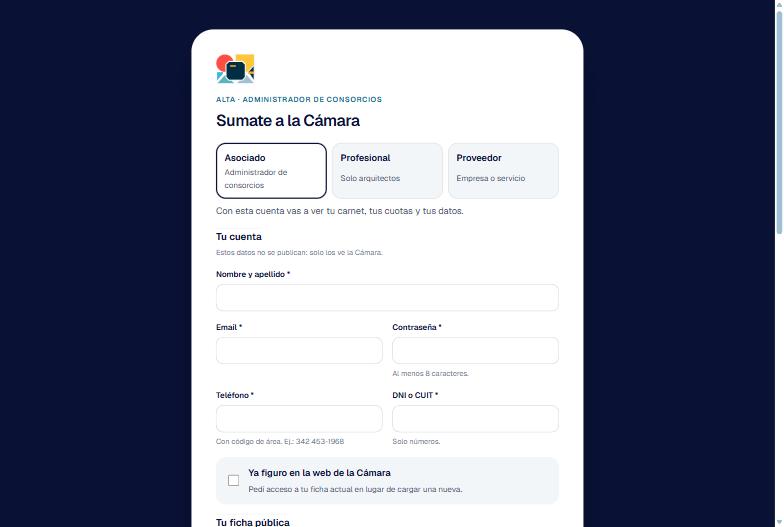 ALTA · ADMINISTRADOR DE CONSORCIOS
Sumate a la Cámara
Asociado
Administrador de
consorcios
Profesional
Solo arquitectos
Proveedor
Empresa o servicio
Con esta cuenta vas a ver tu carnet, tus cuotas y tus datos.
Tu cuenta
Estos datos no se publican: solo los ve la Cámara.
Nombre y apellido *
Email *
Contraseña *
Al menos 8 caracteres.
Teléfono *
DNI o CUIT *
Con código de área. Ej.: 342 453-1968
Solo números.
Ya figuro en la web de la Cámara
Pedí acceso a tu ficha actual en lugar de cargar una nueva.
Tu ficha pública